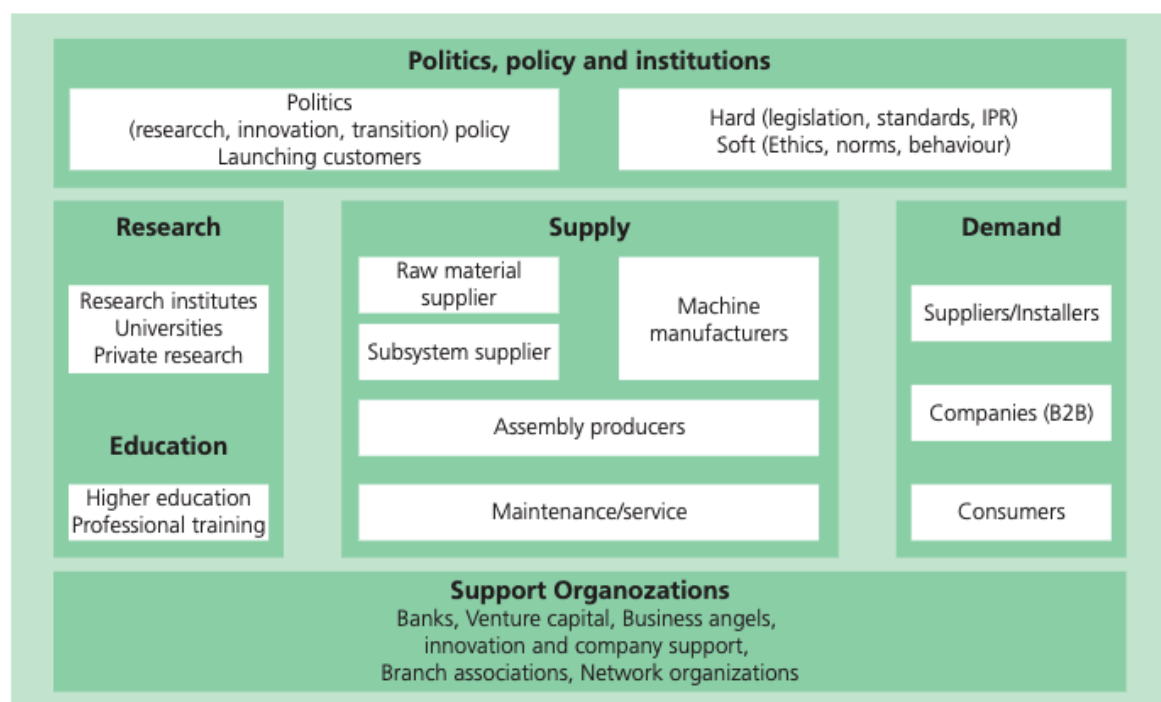 Politics, policy and institutions
Politics
(researcch, innovation, transition) policy
Launching customers
Hard (legislation, standards, IPR)
Soft (Ethics, norms, behaviour)
Research
Research institutes
Universities
Private research
Education
Higher education
Professional training
Supply
Raw material
supplier
Subsystem supplier
Machine
manufacturers
Assembly producers
Maintenance/service
Demand
Suppliers/Installers
Companies (B2B)
Consumers
Support Organozations
Banks, Venture capital, Business angels,
innovation and company support,
Branch associations, Network organizations